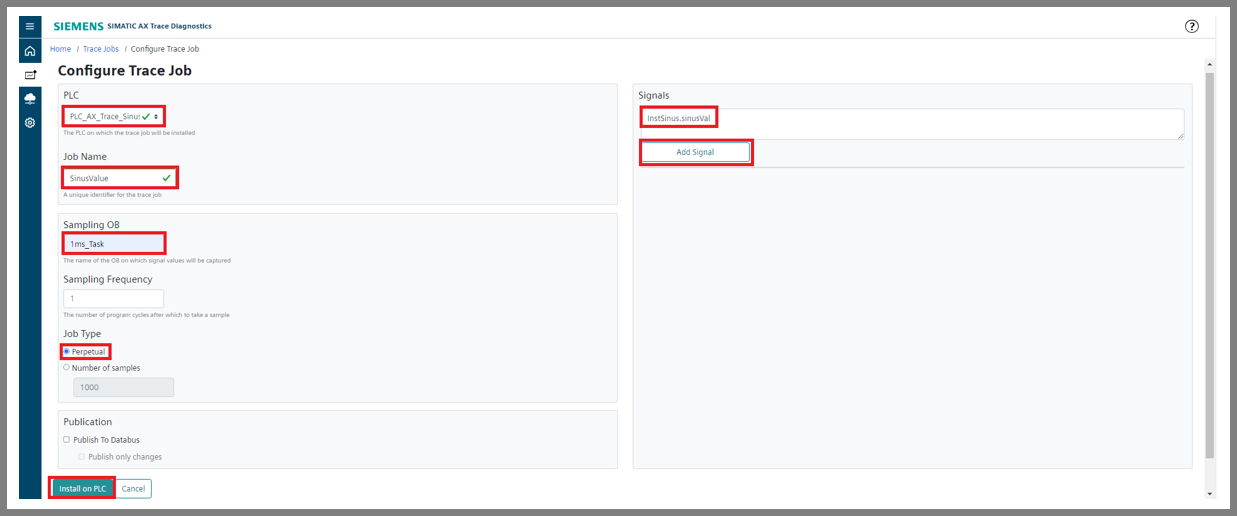 SIEMENS SIMATIC AX Trace Diagnostics
?
Home / Trace Jobs / Configure Trace Job
Configure Trace Job
PLC
PLC_AX_Trace_Sinus
The PLC on which the trace job will be installed
Job Name
SinusValue
A unique identifier for the trace job
Sampling OB
1ms_Task
The name of the OB on which signal values will be captured
Sampling Frequency
1
The number of program cycles after which to take a sample
Job Type
Perpetual
Number of samples
1000
Publication
Publish To Databus
Publish only changes
Install on PLC
Cancel
Signals
InstSinus.sinusVal
Add Signal